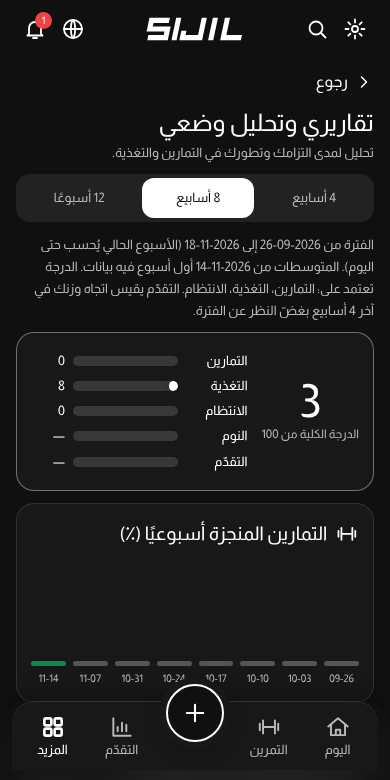 1
SIJIL
رجوع
تقاريري وتحليل وضعي
تحليل لمدى التزامك وتطورك في التمارين والتغذية.
4 أسابيع
8 أسابيع
12 أسبوعًا
الفترة من 2026-09-26 إلى 2026-11-18 (الأسبوع الحالي يُحسب حتى
اليوم). المتوسطات من 2026-11-14 أول أسبوع فيه بيانات. الدرجة
تعتمد على: التمارين، التغذية، الانتظام. التقدّم يقيس اتجاه وزنك في
آخر 4 أسابيع بغضّ النظر عن الفترة.
3
الدرجة الكلية من 100
التمارين 0
التغذية 8
الانتظام 0
النوم —
التقدّم —
التمارين المنجزة أسبوعيًا (٪)
09-26 10-03 10-10 10-17 10-24 10-31 11-07 11-14
اليوم
التمرين
+
التقدّم
المزيد